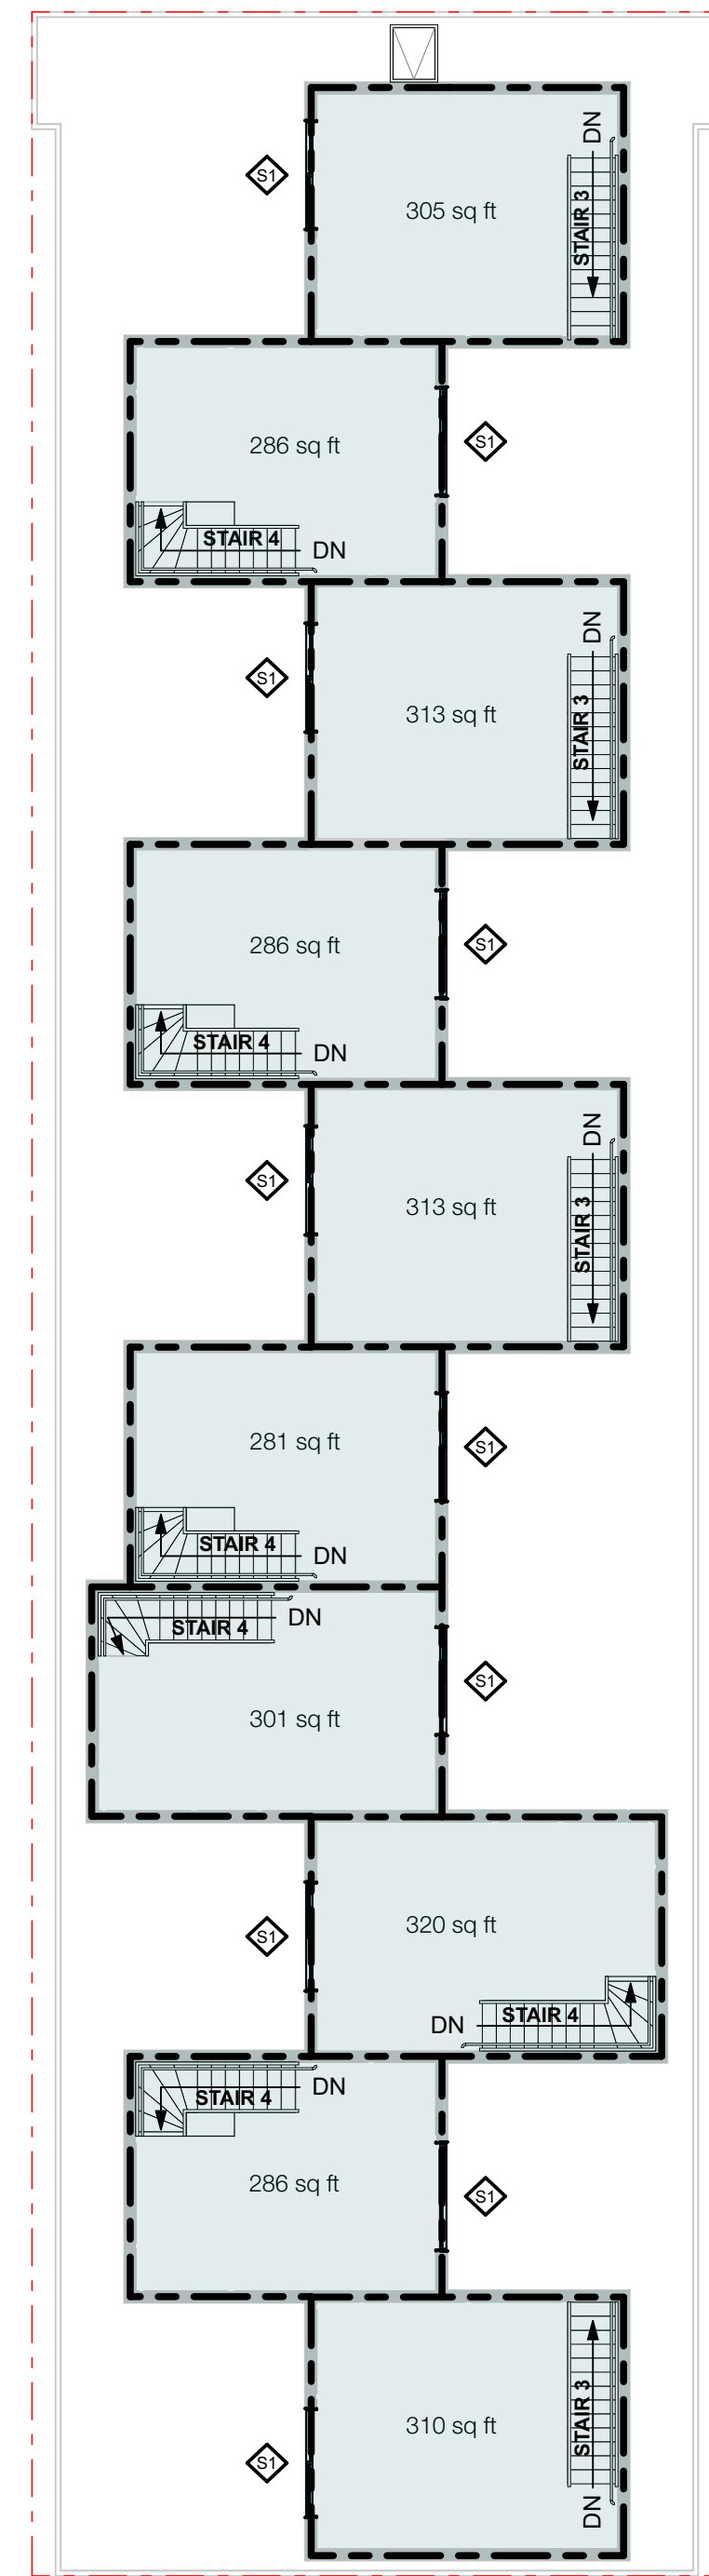 DN
S1
305 sq ft
STAIR 3
S1
286 sq ft
STAIR 4
DN
DN
S1
313 sq ft
STAIR 3
S1
286 sq ft
STAIR 4
DN
DN
S1
313 sq ft
STAIR 3
S1
281 sq ft
STAIR 4
DN
DN
STAIR 4
S1
301 sq ft
320 sq ft
S1
STAIR 4
DN
DN
STAIR 4
286 sq ft
S1
310 sq ft
STAIR 3
S1
DN